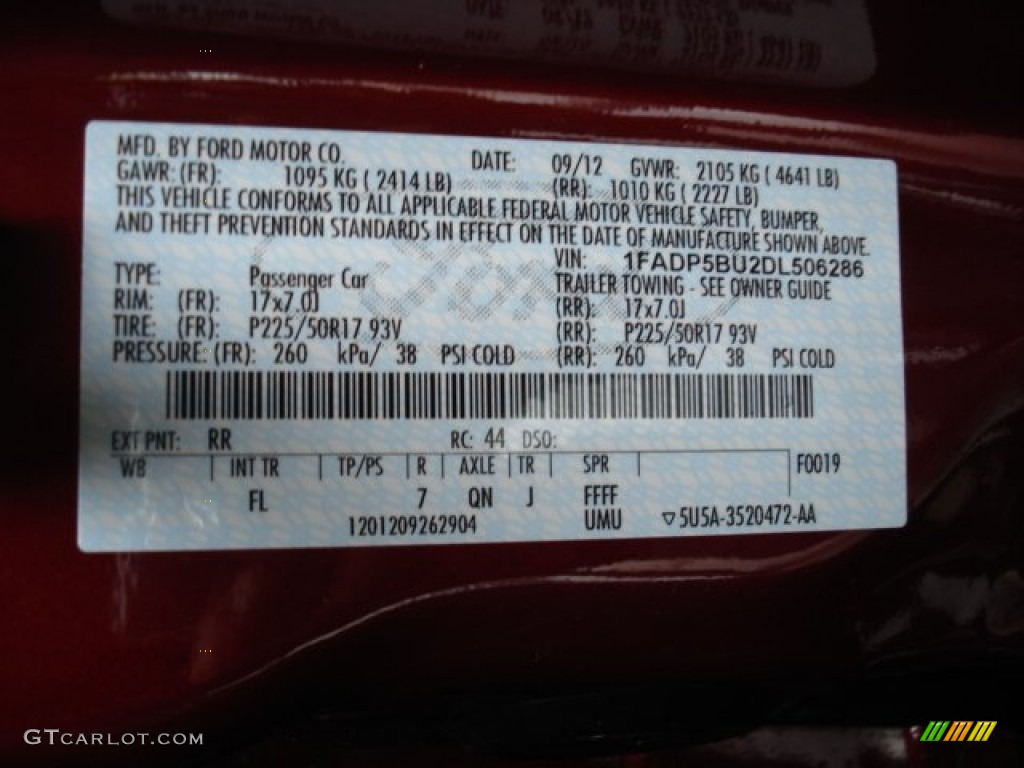 MFD. BY FORD MOTOR CO. DATE: 09/12 GVWR: 2105 KG ( 4641 LB)
GAWR: (FR): 1095 KG ( 2414 LB) (RR): 1010 KG ( 2227 LB)
THIS VEHICLE CONFORMS TO ALL APPLICABLE FEDERAL MOTOR VEHICLE SAFETY, BUMPER,
AND THEFT PREVENTION STANDARDS IN EFFECT ON THE DATE OF MANUFACTURE SHOWN ABOVE.
VIN: 1FADP5BU2DL506286
TYPE: Passenger Car TRAILER TOWING - SEE OWNER GUIDE
RIM: (FR): 17x7.0J (RR): 17x7.0J
TIRE: (FR): P225/50R17 93V (RR): P225/50R17 93V
PRESSURE: (FR): 260 kPa/ 38 PSI COLD (RR): 260 kPa/ 38 PSI COLD
EXT PNT: RR RC: 44 DSO:
WB INT TR TP/PS R AXLE TR SPR F0019
FL 7 QN J FFFF
1201209262904 UMU ▽5U5A-3520472-AA
GTCARLOT.COM